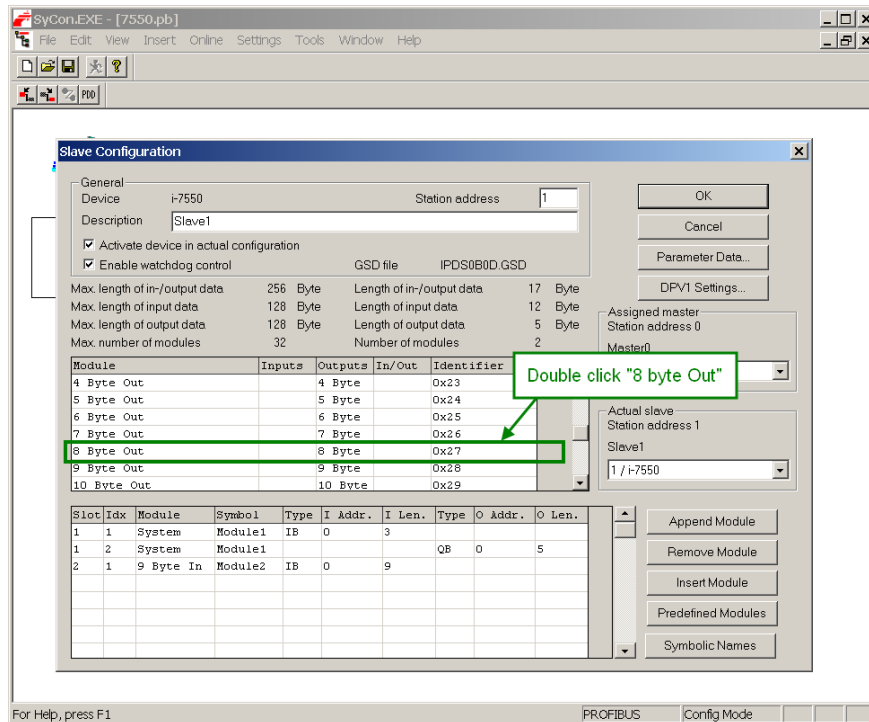 SyCon.EXE - [7550.pb]
File Edit View Insert Online Settings Tools Window Help
PDD
Slave Configuration
General
Device i-7550 Station address 1
Description Slave1
Activate device in actual configuration
Enable watchdog control GSD file IPDS0B0D.GSD
Max. length of in-/output data 256 Byte Length of in-/output data 17 Byte
Max. length of input data 128 Byte Length of input data 12 Byte
Max. length of output data 128 Byte Length of output data 5 Byte
Max. number of modules 32 Number of modules 2
OK
Cancel
Parameter Data...
DPV1 Settings...
Assigned master
Station address 0
Master0
Module Inputs Outputs In/Out Identifier
4 Byte Out 4 Byte 0x23
5 Byte Out 5 Byte 0x24
6 Byte Out 6 Byte 0x25
7 Byte Out 7 Byte 0x26
8 Byte Out 8 Byte 0x27
9 Byte Out 9 Byte 0x28
10 Byte Out 10 Byte 0x29
Double click "8 byte Out"
Actual slave
Station address 1
Slave1
1 / i-7550
Slot Idx Module Symbol Type I Addr. I Len. Type O Addr. O Len.
1 1 System Module1 IB 0 3
1 2 System Module1 QB 0 5
2 1 9 Byte In Module2 IB 0 9
Append Module
Remove Module
Insert Module
Predefined Modules
Symbolic Names
For Help, press F1 PROFIBUS Config Mode